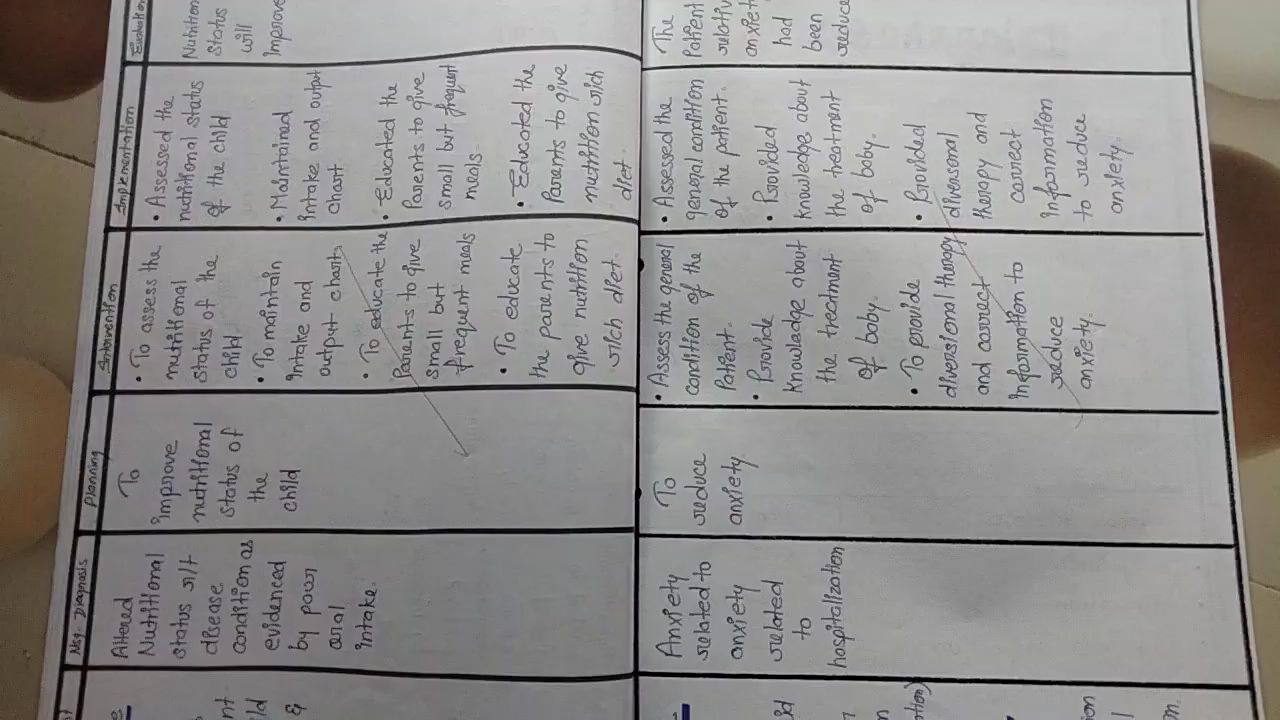 Nsg. Diagnosis
Planning
Intervention
Implementation
Evaluation
Altered
Nutritional
status r/t
disease
condition as
evidenced
by poor
oral
intake.
To
improve
nutritional
status of
the
child
• To assess the
nutritional
status of the
child
• To maintain
intake and
output chart.
• To educate the
Parents to give
small but
frequent meals
• To educate
the parents to
give nutrition
rich diet.
• Assessed the
nutritional status
of the child
• Maintained
intake and output
chart.
• Educated the
Parents to give
small but frequent
meals.
• Educated the
Parents to give
nutrition rich
diet.
Nutrition
status
will
Improve
Anxiety
related to
anxiety
related
to
hospitalization
To
reduce
anxiety.
• Assess the general
condition of the
Patient.
• Provide
knowledge about
the treatment
of baby.
• To provide
diversional therapy
and correct
information to
reduce
anxiety.
• Assessed the
general condition
of the patient.
• Provided
knowledge about
the treatment
of baby.
• Provided
diversional
therapy and
correct
Information
to reduce
anxiety.
The
Patient
relativ
anxiety
had
been
reduce